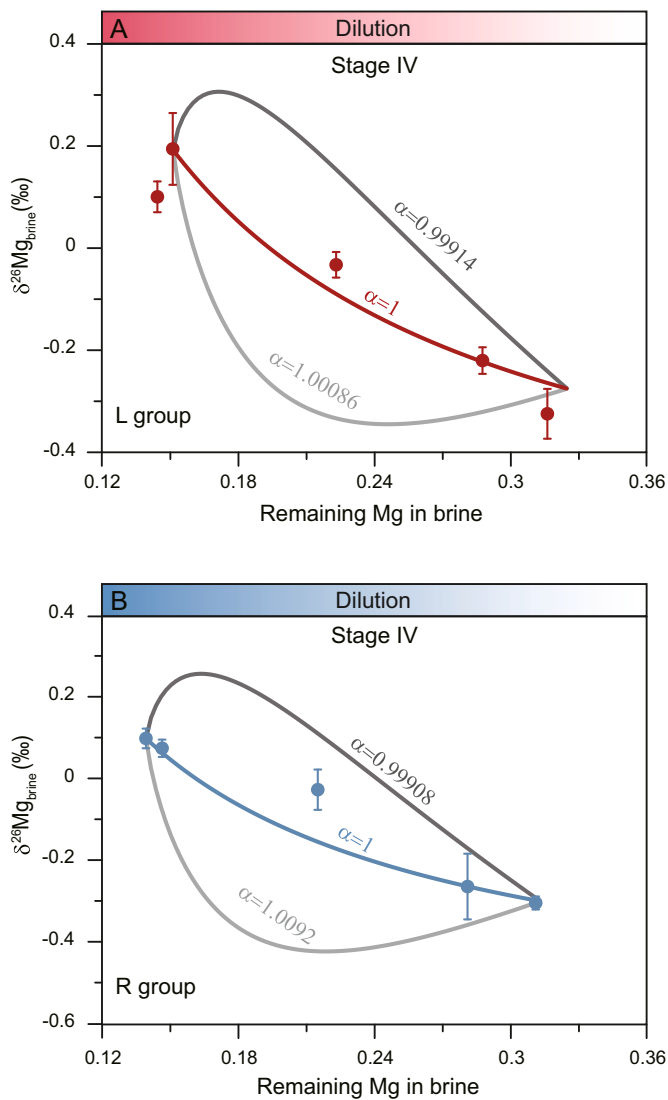 A Dilution
Stage IV
0.4
0.2
0
-0.2
-0.4
δ²⁶Mg_brine(‰)
α=0.99914
α=1
α=1.00086
L group
0.12 0.18 0.24 0.3 0.36
Remaining Mg in brine
B Dilution
Stage IV
0.4
0.2
0
-0.2
-0.4
-0.6
δ²⁶Mg_brine(‰)
α=0.99908
α=1
α=1.0092
R group
0.12 0.18 0.24 0.3 0.36
Remaining Mg in brine